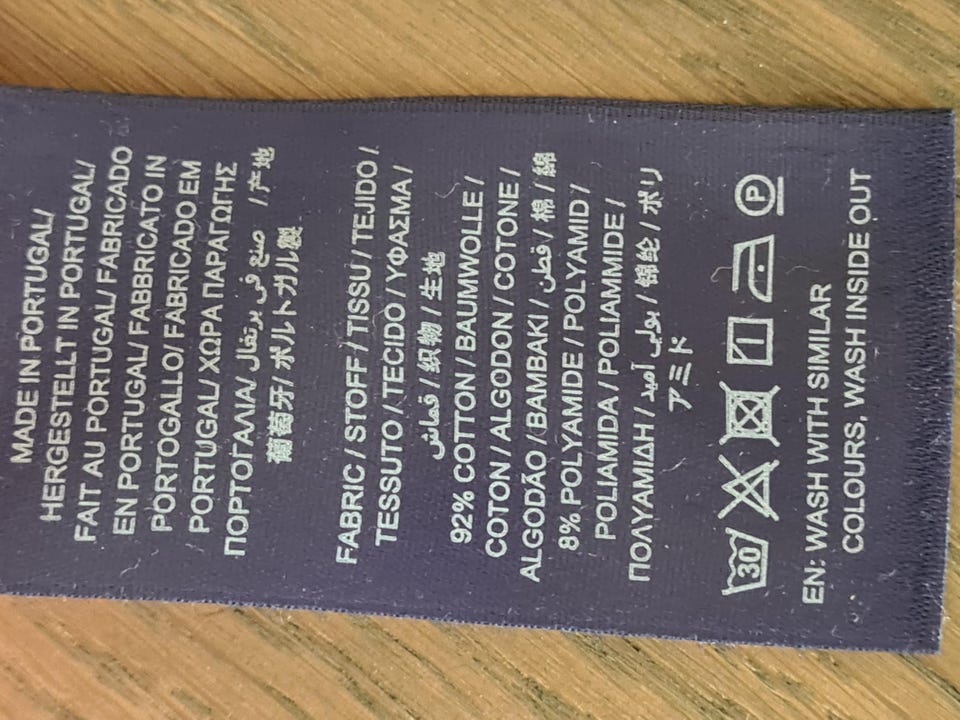 MADE IN PORTUGAL/
HERGESTELLT IN PORTUGAL/
FAIT AU PORTUGAL/ FABRICADO
EN PORTUGAL/ FABBRICATO IN
PORTOGALLO/ FABRICADO EM
PORTUGAL/ ΧΩΡΑ ΠΑΡΑΓΩΓΗΣ
ΠΟΡΤΟΓΑΛΙΑ/ صنع في برتغال /产地
葡萄牙/ ポルトガル製
FABRIC / STOFF / TISSU / TEJIDO /
TESSUTO / TECIDO / ΥΦΑΣΜΑ /
قماش / 织物 / 生地
92% COTTON / BAUMWOLLE /
COTON / ALGODON / COTONE /
ALGODÃO / BAMBAKI / قطن / 棉 / 綿
8% POLYAMIDE / POLYAMID /
POLIAMIDA / POLIAMMIDE /
ΠΟΛΥΑΜΙΔΗ / بولي أميد / 锦纶 / ポリ
アミド
30 P
EN: WASH WITH SIMILAR
COLOURS, WASH INSIDE OUT